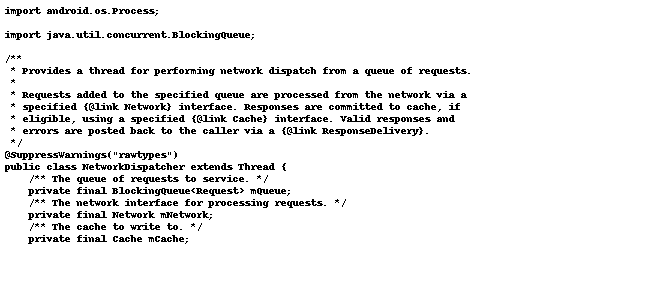 import android.os.Process;

import java.util.concurrent.BlockingQueue;

/**
 * Provides a thread for performing network dispatch from a queue of requests.
 *
 * Requests added to the specified queue are processed from the network via a
 * specified {@link Network} interface. Responses are committed to cache, if
 * eligible, using a specified {@link Cache} interface. Valid responses and
 * errors are posted back to the caller via a {@link ResponseDelivery}.
 */
@SuppressWarnings("rawtypes")
public class NetworkDispatcher extends Thread {
    /** The queue of requests to service. */
    private final BlockingQueue<Request> mQueue;
    /** The network interface for processing requests. */
    private final Network mNetwork;
    /** The cache to write to. */
    private final Cache mCache;